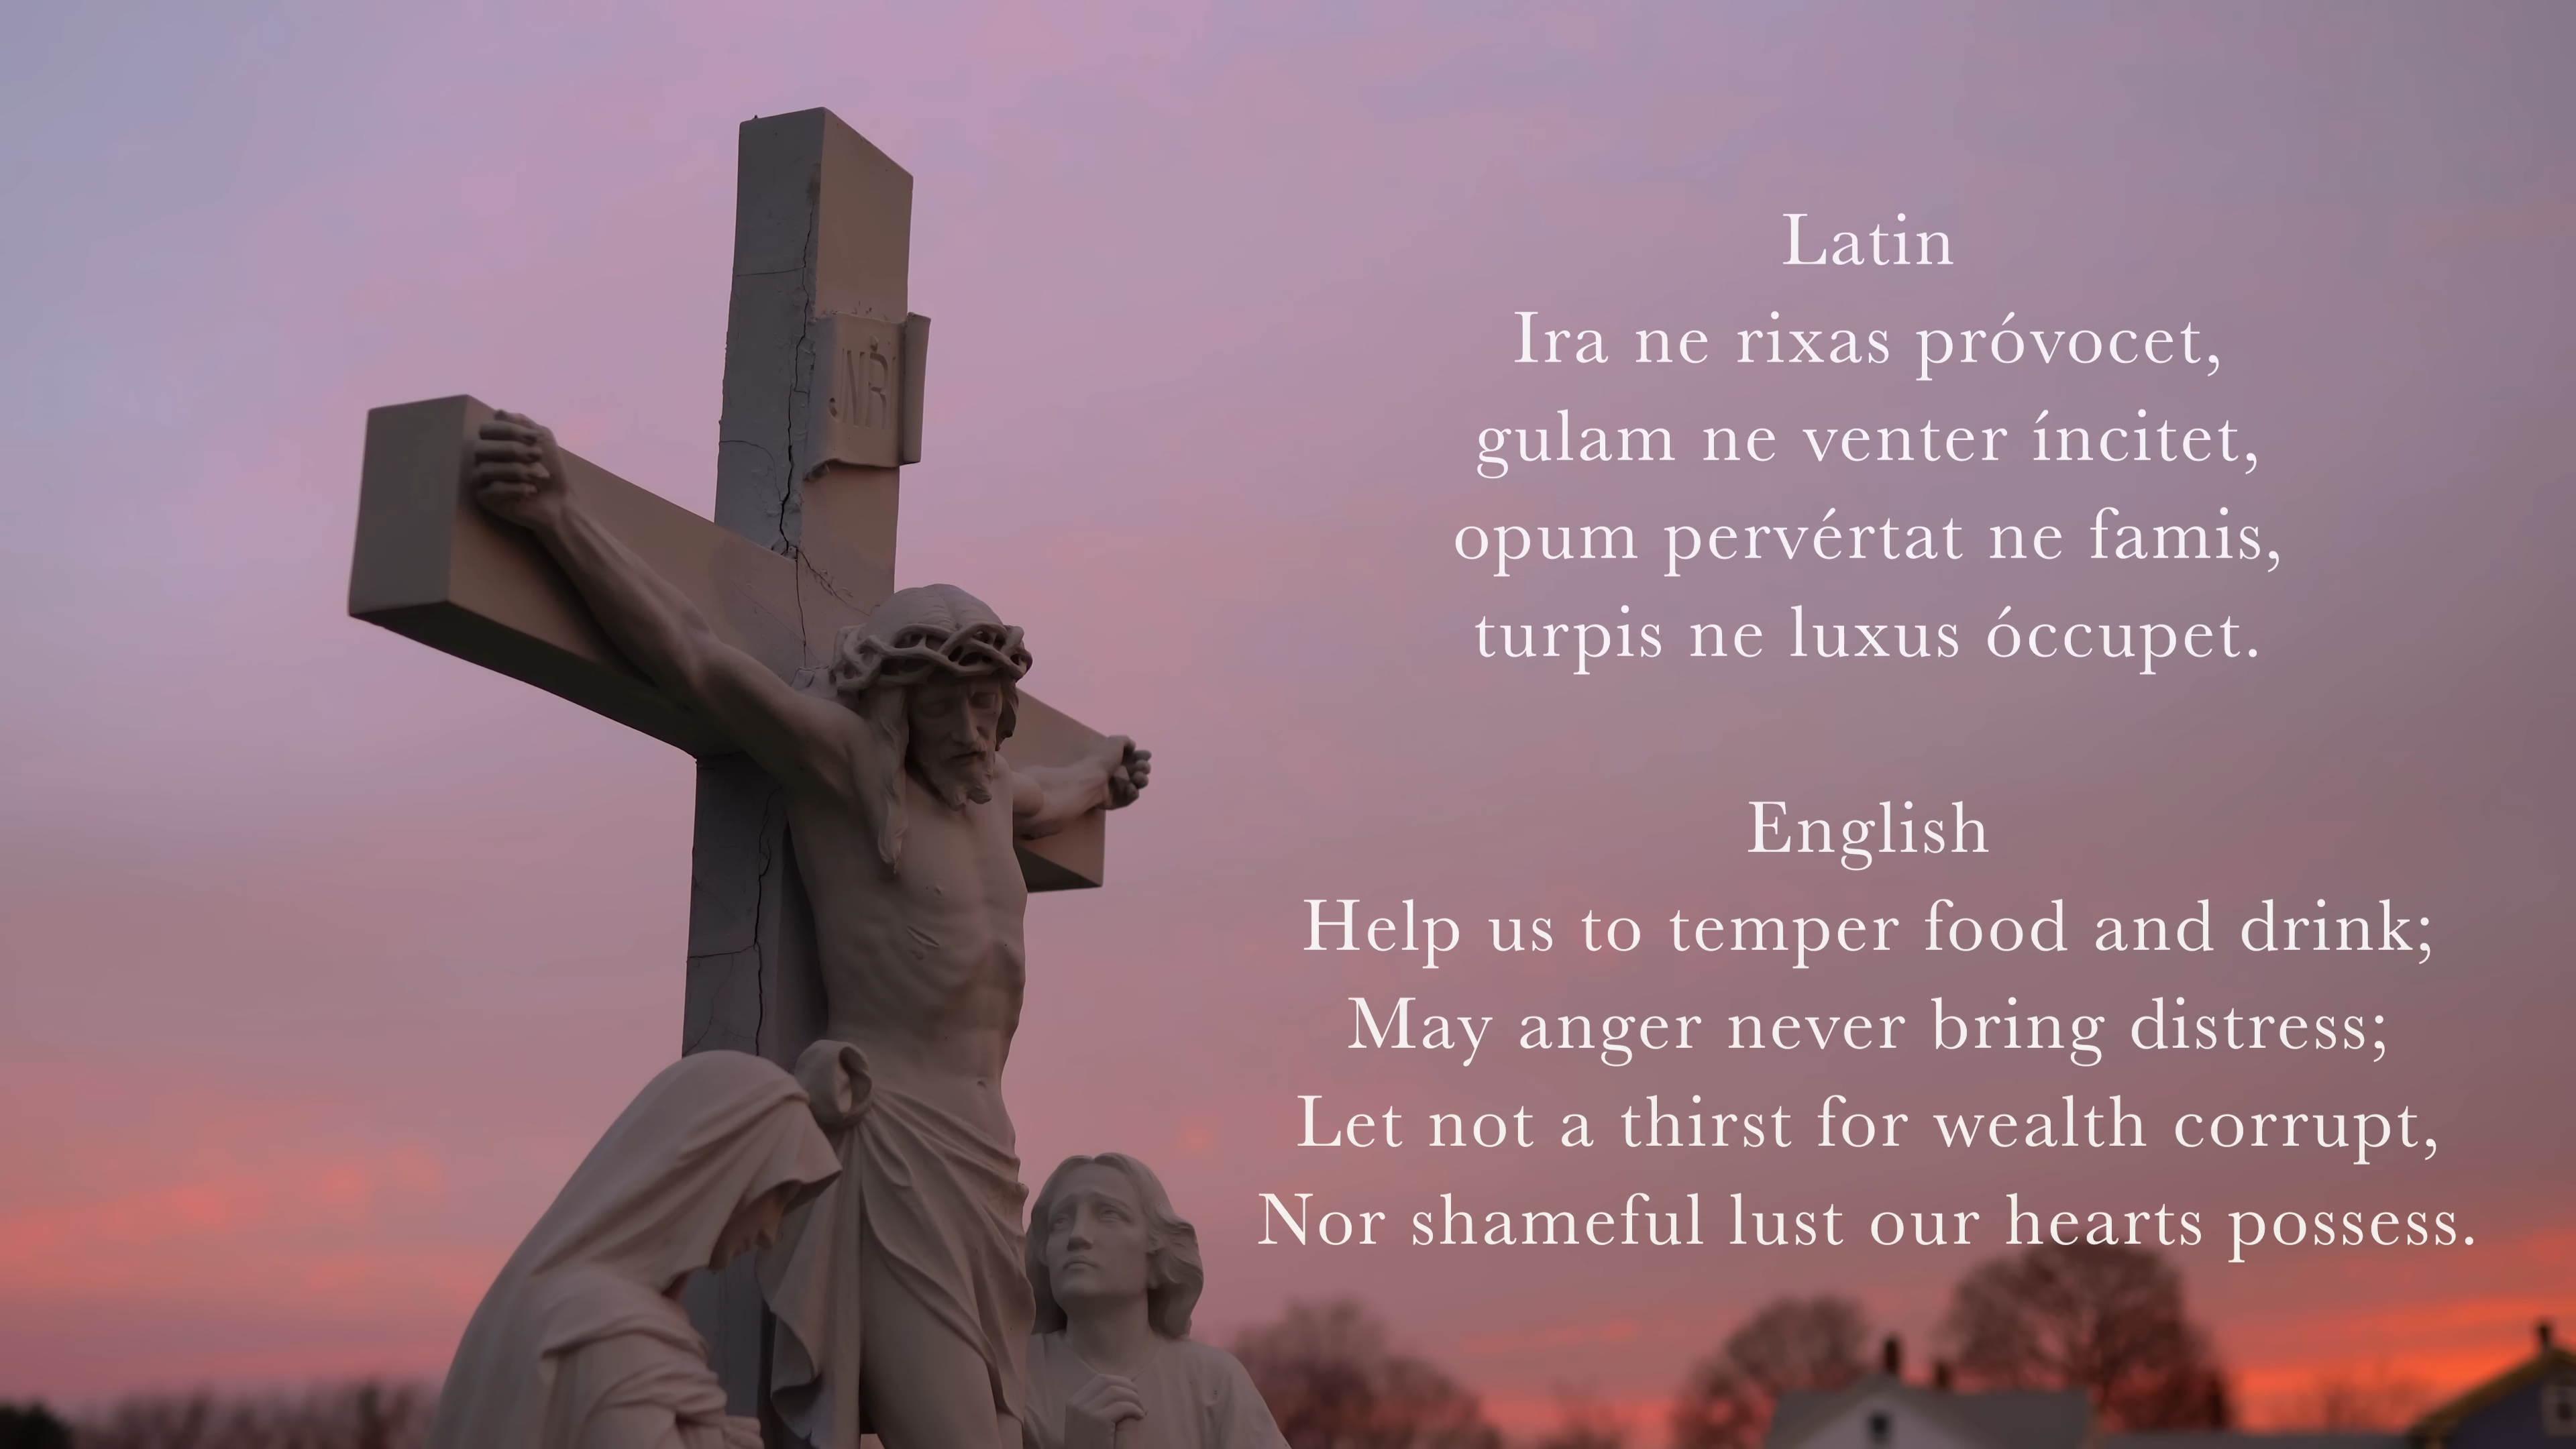 INRI
Latin
Ira ne rixas próvocet,
gulam ne venter íncitet,
opum pervértat ne famis,
turpis ne luxus óccupet.
English
Help us to temper food and drink;
May anger never bring distress;
Let not a thirst for wealth corrupt,
Nor shameful lust our hearts possess.